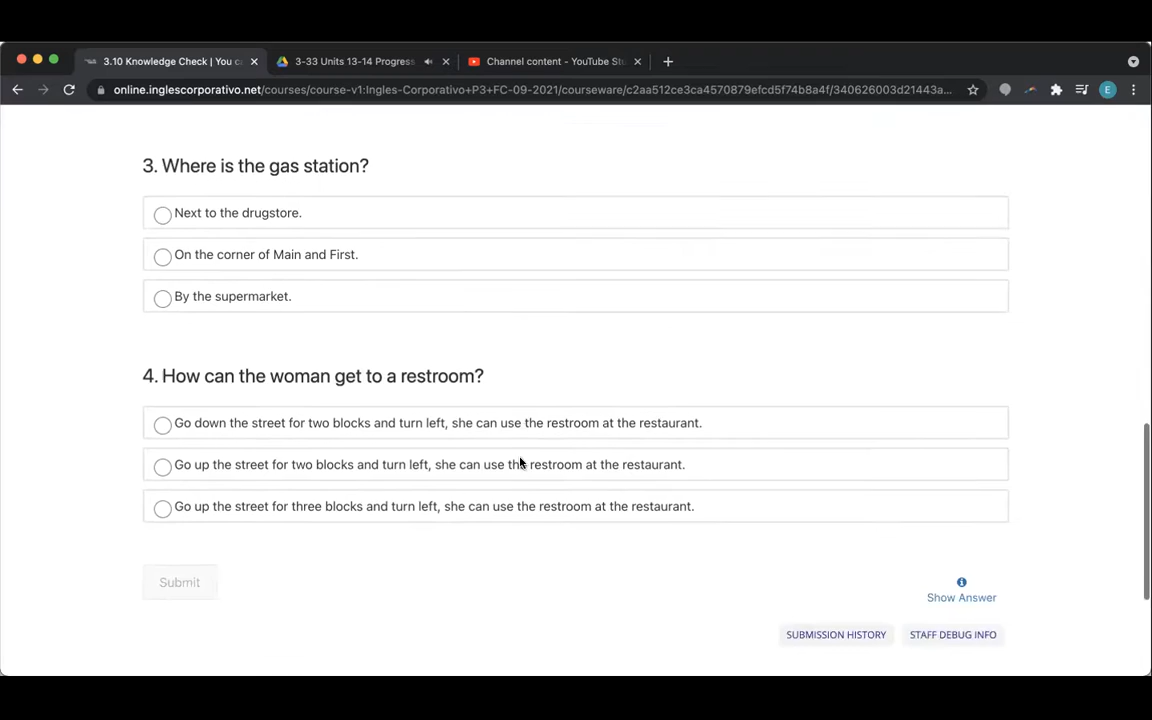 3.10 Knowledge Check | You ca
3-33 Units 13-14 Progress
Channel content - YouTube Stu
online.inglescorporativo.net/courses/course-v1:Ingles-Corporativo+P3+FC-09-2021/courseware/c2aa512ce3ca4570879efcd5f74b8a4f/340626003d21443a...
E
3. Where is the gas station?
Next to the drugstore.
On the corner of Main and First.
By the supermarket.
4. How can the woman get to a restroom?
Go down the street for two blocks and turn left, she can use the restroom at the restaurant.
Go up the street for two blocks and turn left, she can use the restroom at the restaurant.
Go up the street for three blocks and turn left, she can use the restroom at the restaurant.
Submit
Show Answer
SUBMISSION HISTORY
STAFF DEBUG INFO